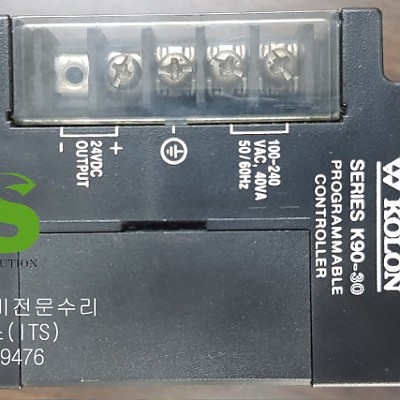 KOLON
SERIES K90-30
PROGRAMMABLE
CONTROLLER
100-240
VAC, 40VA
50/60Hz
+
24VDC
OUTPUT
-
S
UTION
비전문수리
(ITS)
9476